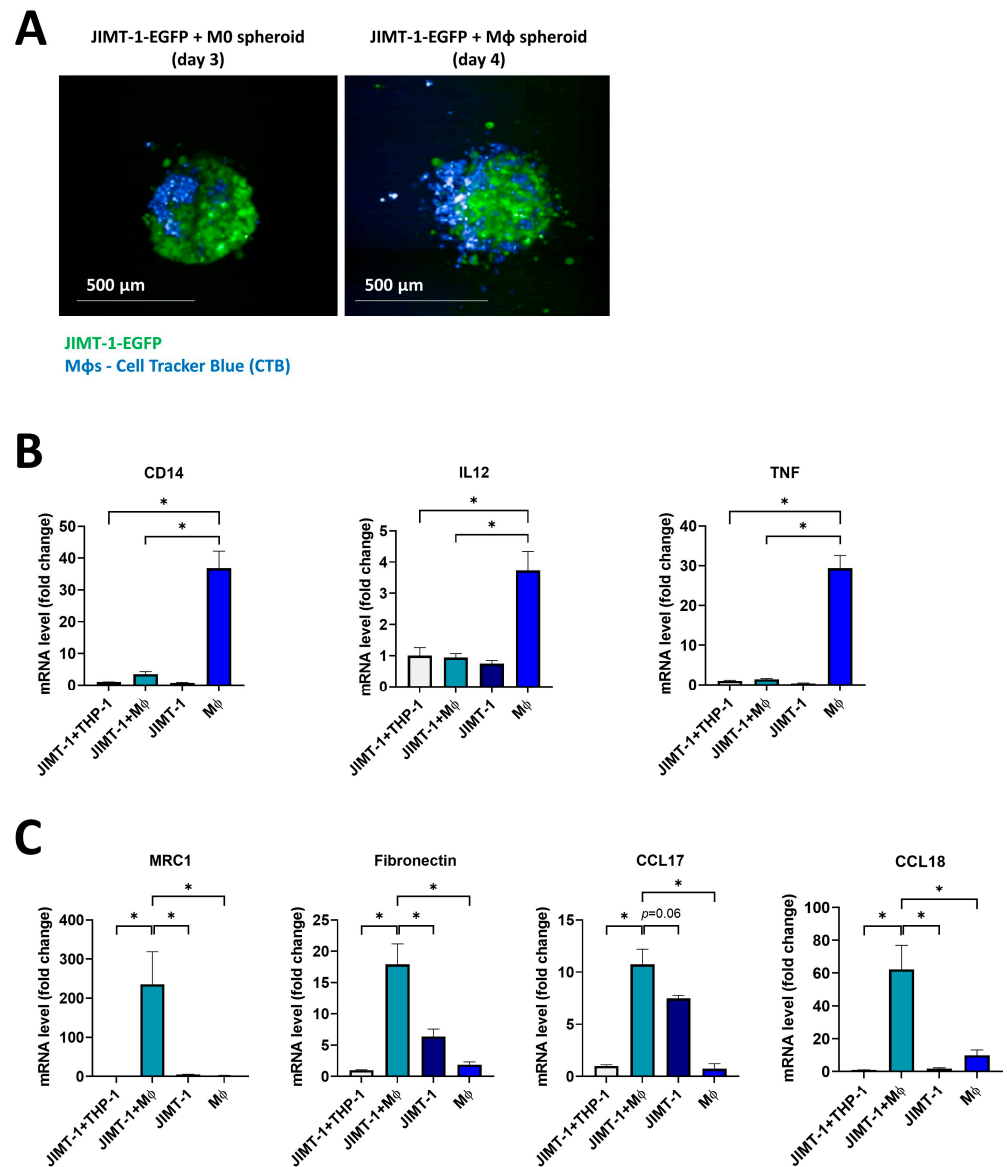 A
JIMT-1-EGFP + M0 spheroid
(day 3)
JIMT-1-EGFP + Mϕ spheroid
(day 4)
500 µm
500 µm
JIMT-1-EGFP
Mϕs - Cell Tracker Blue (CTB)
B
CD14
*
*
mRNA level (fold change)
50
40
30
20
10
0
JIMT-1+THP-1
JIMT-1+Mϕ
JIMT-1
Mϕ
IL12
*
*
mRNA level (fold change)
5
4
3
2
1
0
JIMT-1+THP-1
JIMT-1+Mϕ
JIMT-1
Mϕ
TNF
*
*
mRNA level (fold change)
40
30
20
10
0
JIMT-1+THP-1
JIMT-1+Mϕ
JIMT-1
Mϕ
C
MRC1
*
* *
mRNA level (fold change)
400
300
200
100
0
JIMT-1+THP-1
JIMT-1+Mϕ
JIMT-1
Mϕ
Fibronectin
*
* *
mRNA level (fold change)
25
20
15
10
5
0
JIMT-1+THP-1
JIMT-1+Mϕ
JIMT-1
Mϕ
CCL17
*
* p=0.06
mRNA level (fold change)
15
10
5
0
JIMT-1+THP-1
JIMT-1+Mϕ
JIMT-1
Mϕ
CCL18
*
* *
mRNA level (fold change)
100
80
60
40
20
0
JIMT-1+THP-1
JIMT-1+Mϕ
JIMT-1
Mϕ